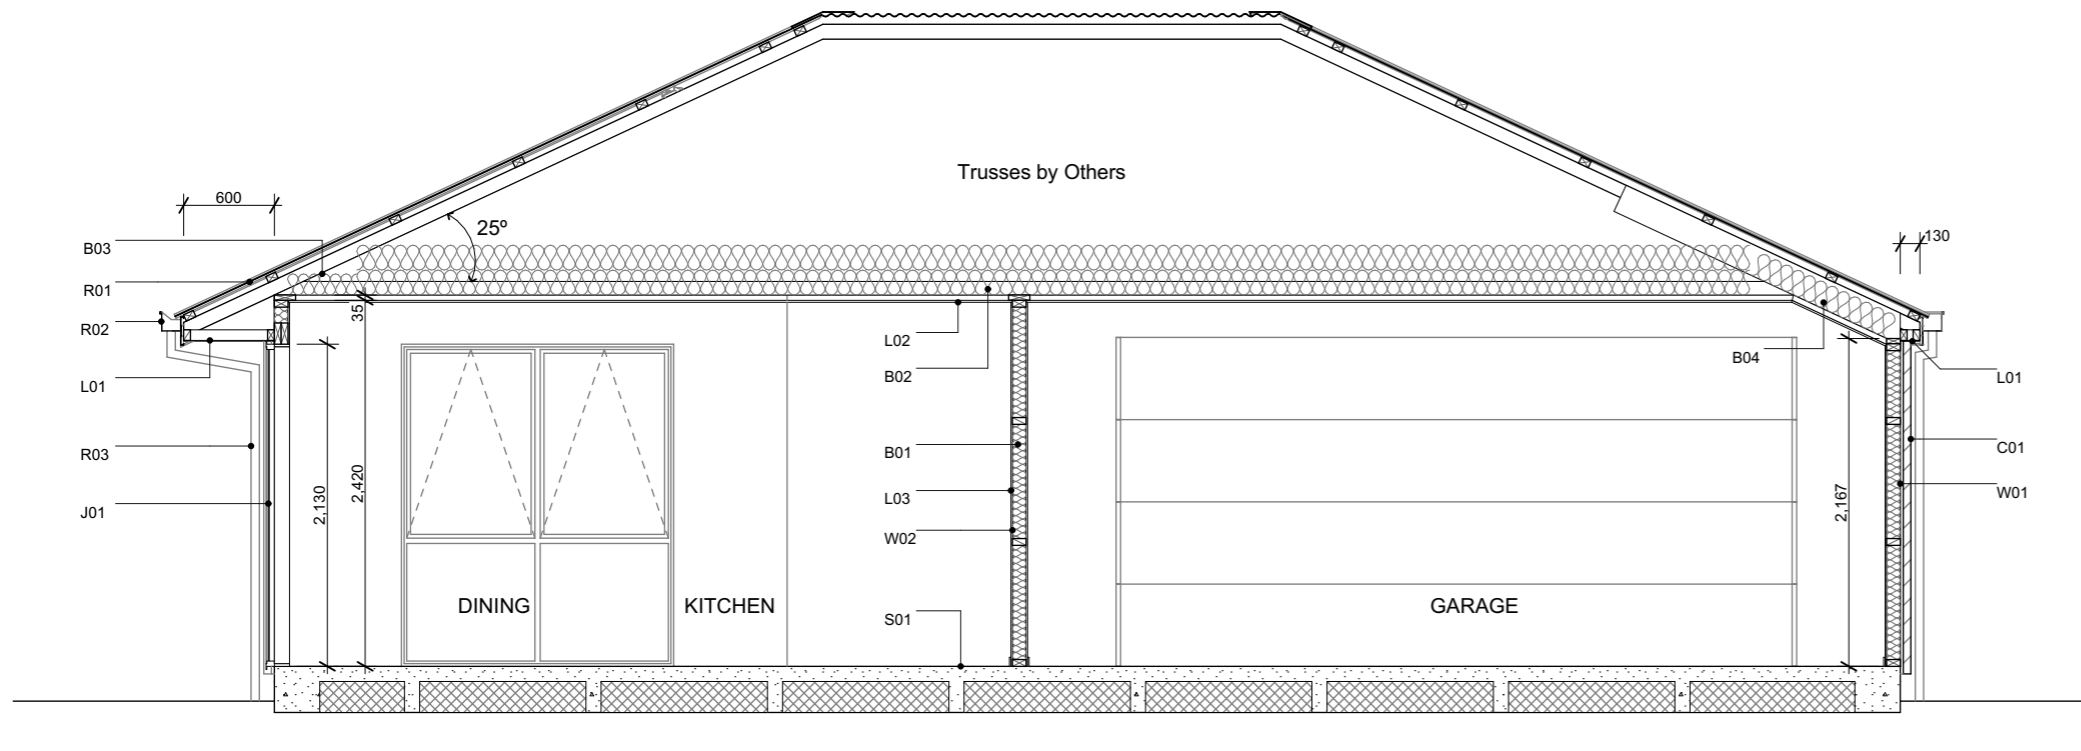 Trusses by Others
600
25º
B03
130
R01
R02
35
L02
L01
B02
B04
L01
R03
B01
C01
2,130
2,420
L03
2,167
W01
J01
W02
DINING
KITCHEN
S01
GARAGE